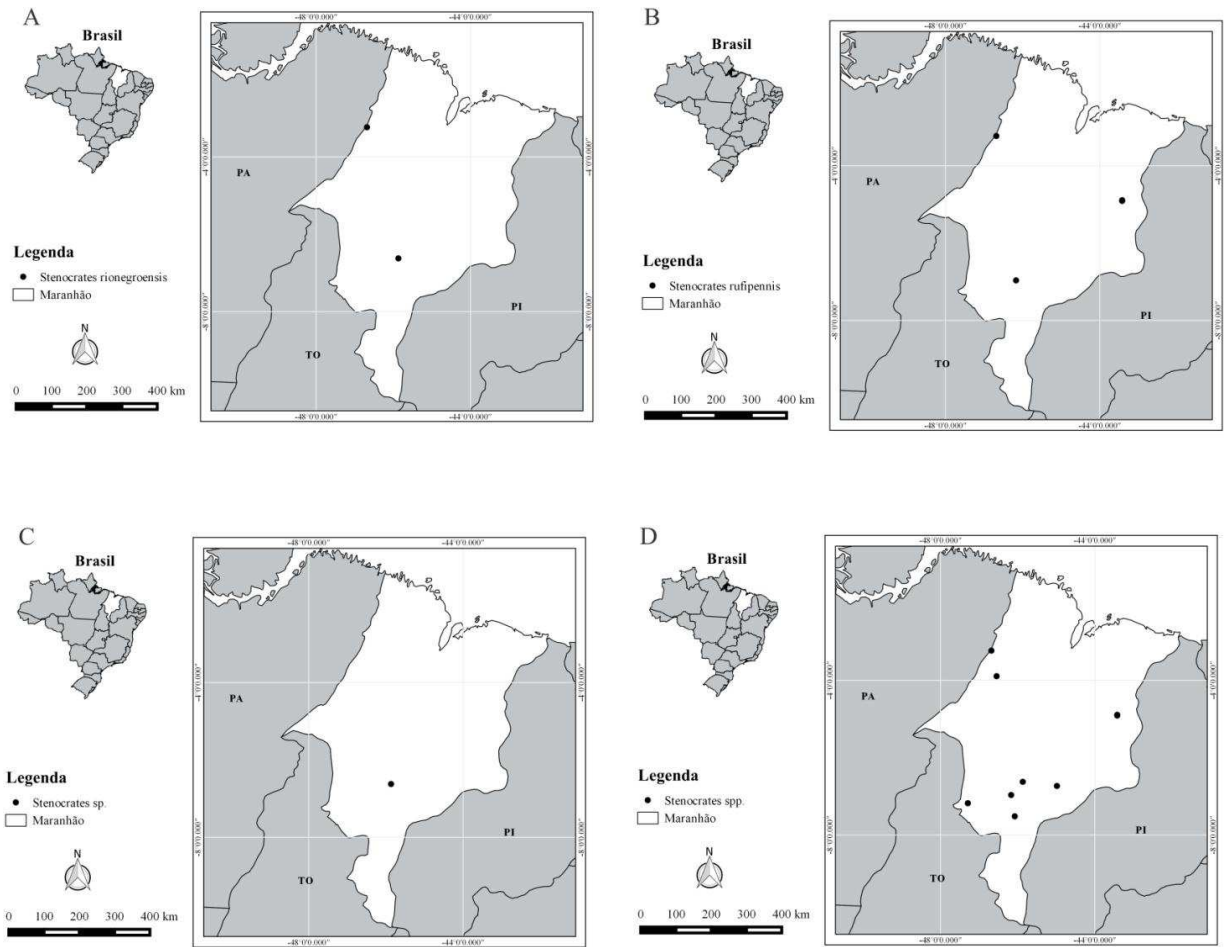 A
Brasil
-48°0'0.000"
-44°0'0.000"
-4°0'0.000"
-8°0'0.000"
PA
TO
PI
-4°0'0.000"
-8°0'0.000"
-48°0'0.000"
-44°0'0.000"
Legenda
Stenocrates rionegroensis
Maranhão
N
0 100 200 300 400 km
B
Brasil
-48°0'0.000"
-44°0'0.000"
-4°0'0.000"
-8°0'0.000"
PA
TO
PI
-4°0'0.000"
-8°0'0.000"
-48°0'0.000"
-44°0'0.000"
Legenda
Stenocrates rufipennis
Maranhão
N
0 100 200 300 400 km
C
Brasil
-48°0'0.000"
-44°0'0.000"
-4°0'0.000"
-8°0'0.000"
PA
TO
PI
-4°0'0.000"
-8°0'0.000"
-48°0'0.000"
-44°0'0.000"
Legenda
Stenocrates sp.
Maranhão
N
0 100 200 300 400 km
D
Brasil
-48°0'0.000"
-44°0'0.000"
-4°0'0.000"
-8°0'0.000"
PA
TO
PI
-4°0'0.000"
-8°0'0.000"
-48°0'0.000"
-44°0'0.000"
Legenda
Stenocrates spp.
Maranhão
N
0 100 200 300 400 km